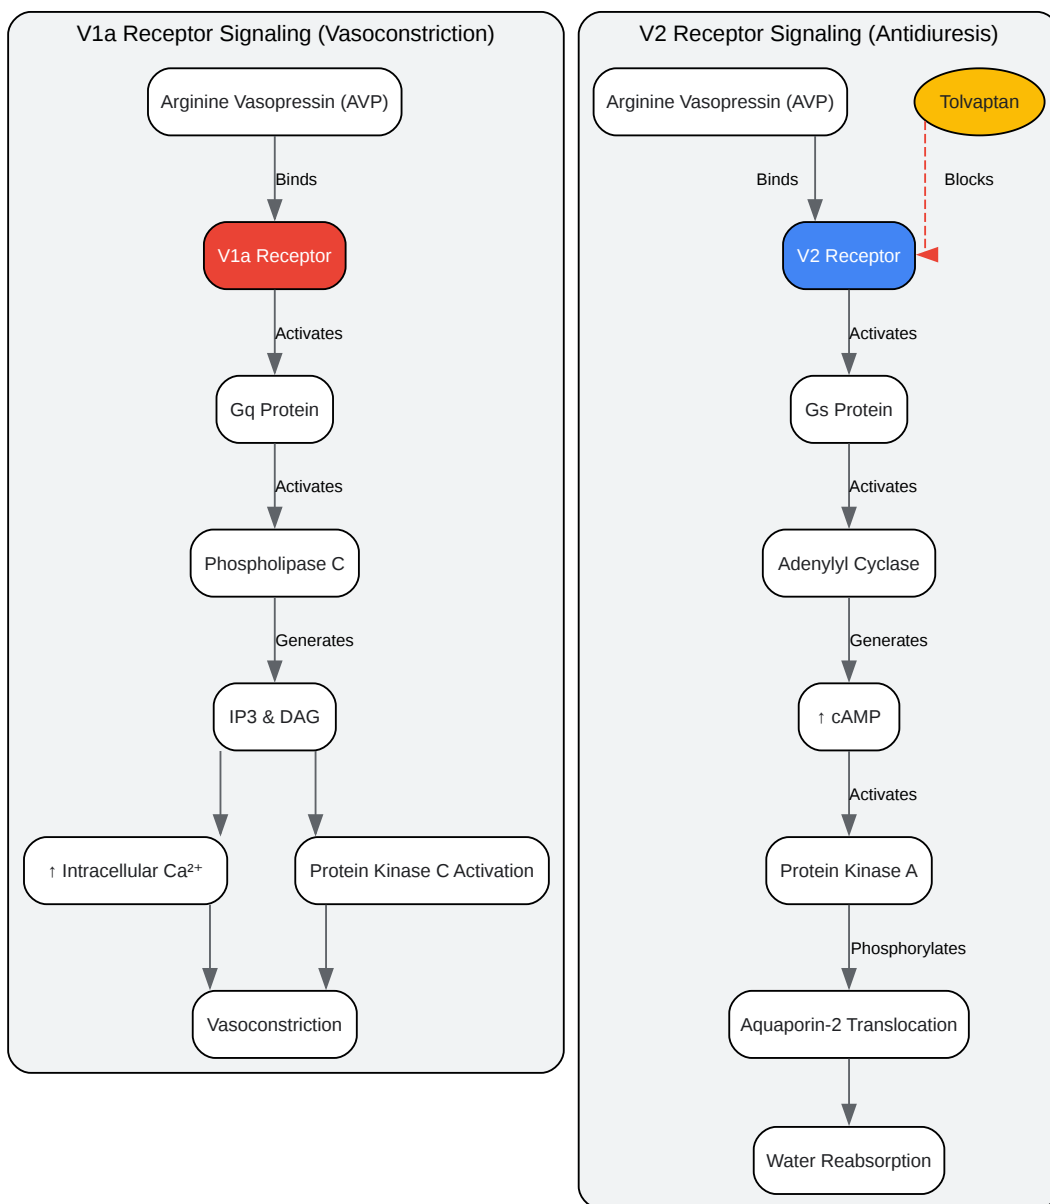 V1a Receptor Signaling (Vasoconstriction)
Arginine Vasopressin (AVP)
Binds
V1a Receptor
Activates
Gq Protein
Activates
Phospholipase C
Generates
IP3 & DAG
↑ Intracellular Ca²⁺
Protein Kinase C Activation
Vasoconstriction
V2 Receptor Signaling (Antidiuresis)
Arginine Vasopressin (AVP)
Tolvaptan
Binds
Blocks
V2 Receptor
Activates
Gs Protein
Activates
Adenylyl Cyclase
Generates
↑ cAMP
Activates
Protein Kinase A
Phosphorylates
Aquaporin-2 Translocation
Water Reabsorption